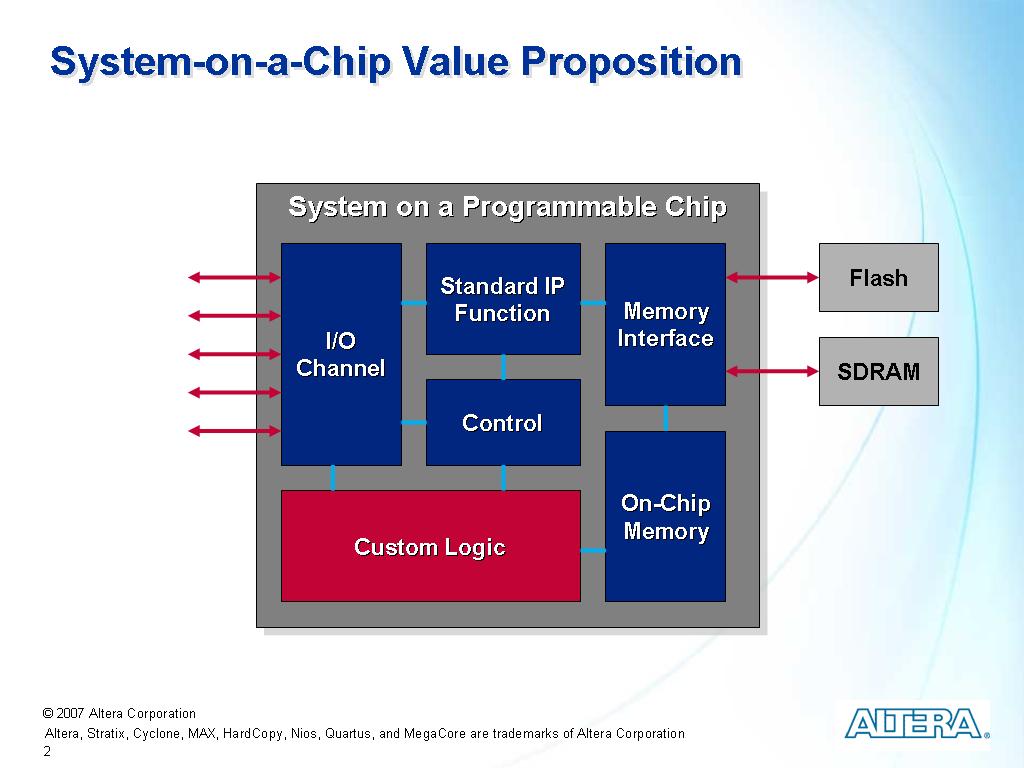 System-on-a-Chip Value Proposition
System on a Programmable Chip
I/O
Channel
Standard IP
Function
Memory
Interface
Flash
SDRAM
Control
On-Chip
Memory
Custom Logic
© 2007 Altera Corporation
Altera, Stratix, Cyclone, MAX, HardCopy, Nios, Quartus, and MegaCore are trademarks of Altera Corporation
2
ALTERA®